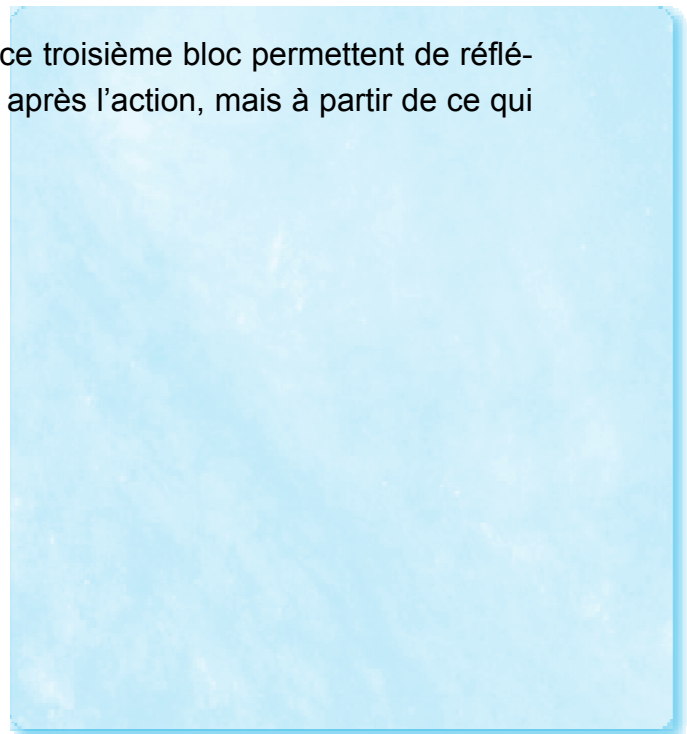 ce troisième bloc permettent de réflé-
après l’action, mais à partir de ce qui